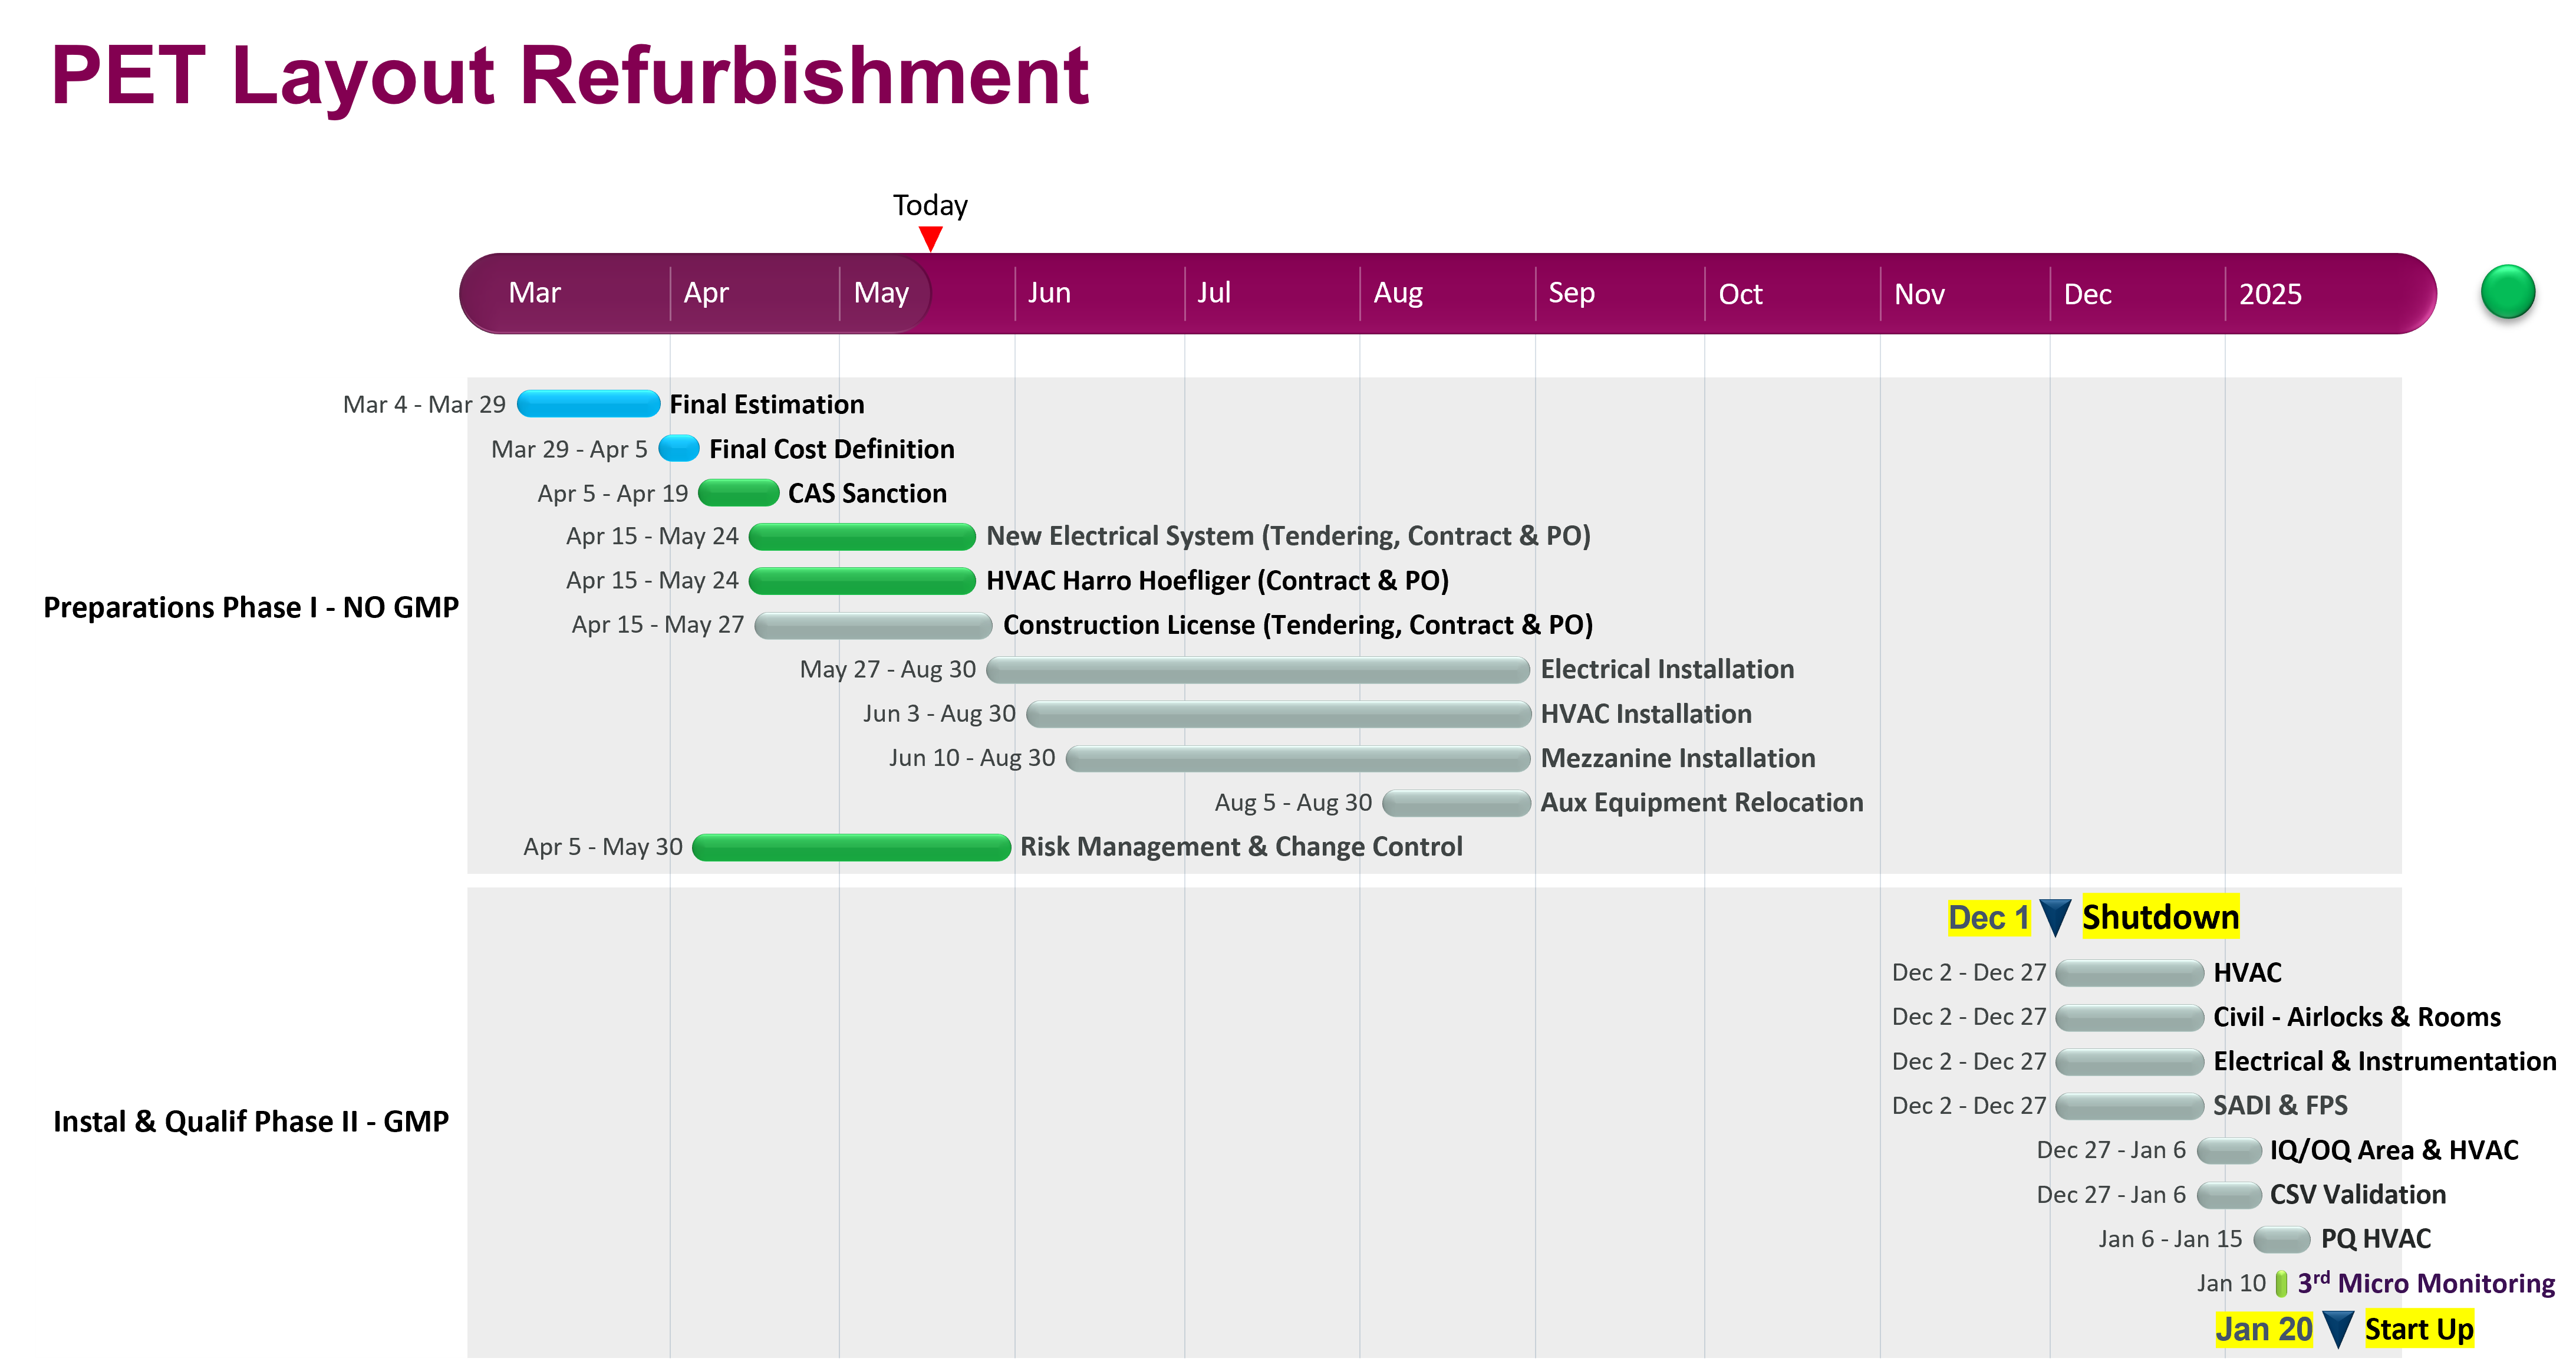 PET Layout Refurbishment
Today
Mar Apr May Jun Jul Aug Sep Oct Nov Dec 2025
Mar 4 - Mar 29 Final Estimation
Mar 29 - Apr 5 Final Cost Definition
Apr 5 - Apr 19 CAS Sanction
Apr 15 - May 24 New Electrical System (Tendering, Contract & PO)
Apr 15 - May 24 HVAC Harro Hoefliger (Contract & PO)
Preparations Phase I - NO GMP
Apr 15 - May 27 Construction License (Tendering, Contract & PO)
May 27 - Aug 30 Electrical Installation
Jun 3 - Aug 30 HVAC Installation
Jun 10 - Aug 30 Mezzanine Installation
Aug 5 - Aug 30 Aux Equipment Relocation
Apr 5 - May 30 Risk Management & Change Control
Dec 1 Shutdown
Dec 2 - Dec 27 HVAC
Dec 2 - Dec 27 Civil - Airlocks & Rooms
Dec 2 - Dec 27 Electrical & Instrumentation
Dec 2 - Dec 27 SADI & FPS
Instal & Qualif Phase II - GMP
Dec 27 - Jan 6 IQ/OQ Area & HVAC
Dec 27 - Jan 6 CSV Validation
Jan 6 - Jan 15 PQ HVAC
Jan 10 3rd Micro Monitoring
Jan 20 Start Up